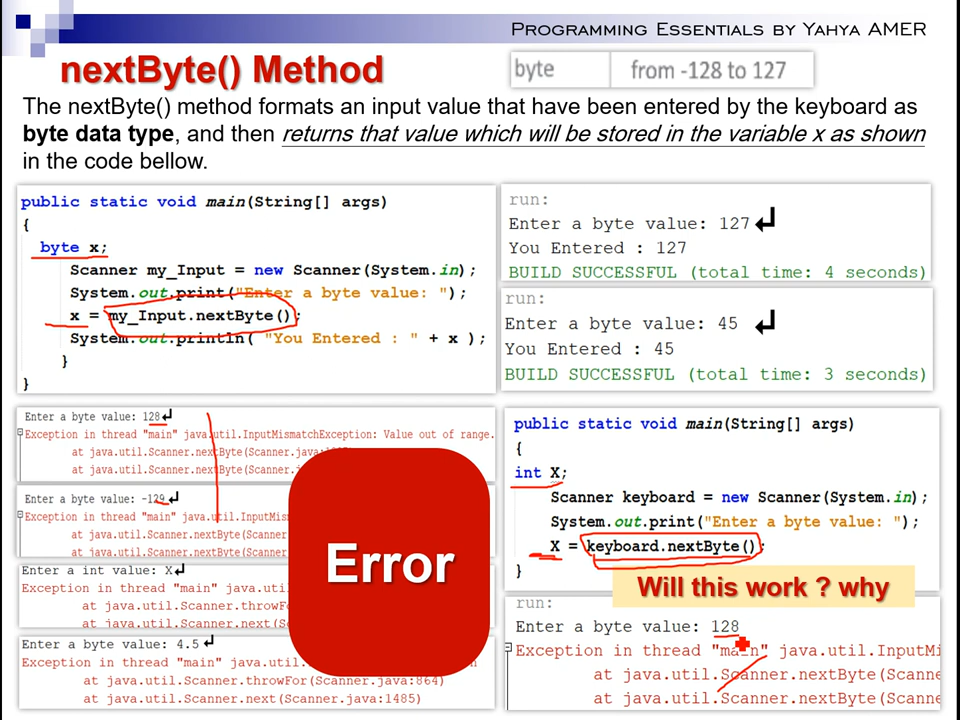 Programming Essentials by Yahya AMER
nextByte() Method
byte from -128 to 127
The nextByte() method formats an input value that have been entered by the keyboard as
byte data type, and then returns that value which will be stored in the variable x as shown
in the code bellow.
public static void main(String[] args)
{
byte x;
Scanner my_Input = new Scanner(System.in);
System.out.print("Enter a byte value: ");
x = my_Input.nextByte();
System.out.println( "You Entered : " + x );
}
}
run:
Enter a byte value: 127
You Entered : 127
BUILD SUCCESSFUL (total time: 4 seconds)
run:
Enter a byte value: 45
You Entered : 45
BUILD SUCCESSFUL (total time: 3 seconds)
Enter a byte value: 128
Exception in thread "main" java.util.InputMismatchException: Value out of range.
at java.util.Scanner.nextByte(Scanner.java:
at java.util.Scanner.nextByte(Scanner.java:
Enter a byte value: -129
Exception in thread "main" java.util.InputMis
at java.util.Scanner.nextByte(Scanner
at java.util.Scanner.nextByte(Scanner
Enter a int value: X
Exception in thread "main" java.uti
at java.util.Scanner.throwFo
at java.util.Scanner.next(Sc
Enter a byte value: 4.5
Exception in thread "main" java.util
at java.util.Scanner.throwFor(Scanner.java:864)
at java.util.Scanner.next(Scanner.java:1485)
Error
public static void main(String[] args)
{
int X;
Scanner keyboard = new Scanner(System.in);
System.out.print("Enter a byte value: ");
X = keyboard.nextByte();
}
Will this work ? why
run:
Enter a byte value: 128
Exception in thread "main" java.util.InputMi
at java.util.Scanner.nextByte(Scanne
at java.util.Scanner.nextByte(Scanne